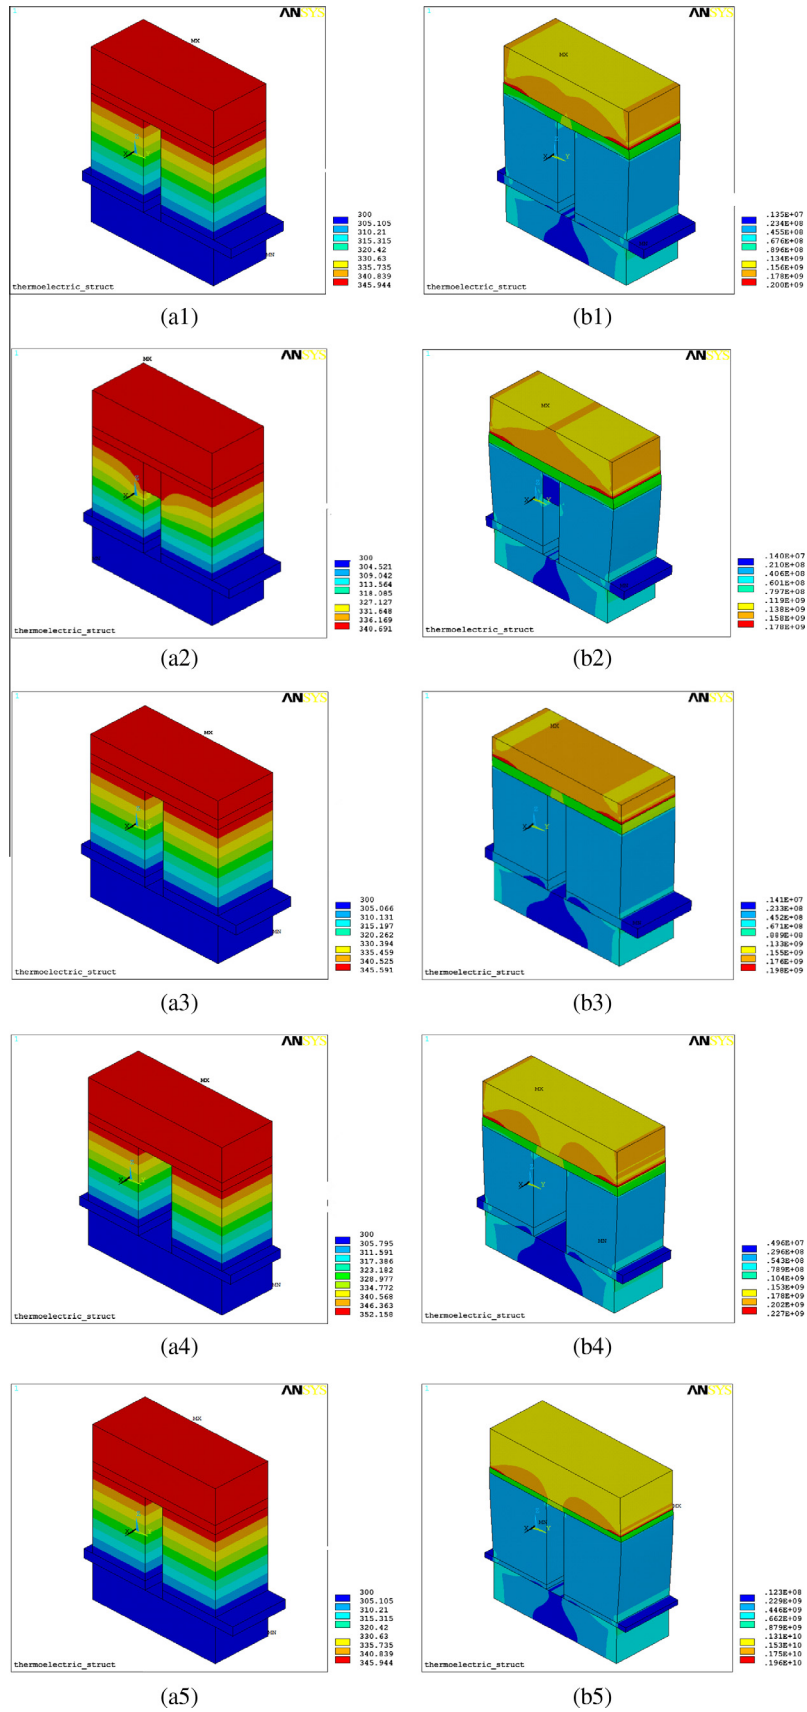 1
ANSYS
MX
Z
X
Y
MN
300
305.105
310.21
315.315
320.42
330.63
335.735
340.839
345.944
thermoelectric_struct
(a1)
1
ANSYS
MX
Z
X
Y
MN
.135E+07
.234E+08
.455E+08
.676E+08
.896E+08
.134E+09
.156E+09
.178E+09
.200E+09
thermoelectric_struct
(b1)
1
ANSYS
MX
Z
X
Y
300
304.521
309.042
313.564
318.085
327.127
331.648
336.169
340.691
thermoelectric_struct
(a2)
1
ANSYS
MX
Z
X
Y
.140E+07
.210E+08
.406E+08
.601E+08
.797E+08
.119E+09
.138E+09
.158E+09
.178E+09
thermoelectric_struct
(b2)
1
ANSYS
MX
Z
X
Y
MN
300
305.066
310.131
315.197
320.262
330.394
335.459
340.525
345.591
thermoelectric_struct
(a3)
1
ANSYS
MX
Z
X
Y
MN
.141E+07
.233E+08
.452E+08
.671E+08
.889E+08
.133E+09
.155E+09
.176E+09
.198E+09
thermoelectric_struct
(b3)
1
ANSYS
MX
Z
X
Y
MN
300
305.795
311.591
317.386
323.182
328.977
334.772
340.568
346.363
352.158
thermoelectric_struct
(a4)
1
ANSYS
MX
Z
X
Y
MN
.496E+07
.296E+08
.543E+08
.789E+08
.104E+09
.153E+09
.178E+09
.202E+09
.227E+09
thermoelectric_struct
(b4)
1
ANSYS
MX
Z
X
Y
MN
300
305.105
310.21
315.315
320.42
330.63
335.735
340.839
345.944
thermoelectric_struct
(a5)
1
ANSYS
MX
MN
Z
X
Y
.123E+08
.229E+09
.446E+09
.662E+09
.879E+09
.131E+10
.153E+10
.175E+10
.196E+10
thermoelectric_struct
(b5)